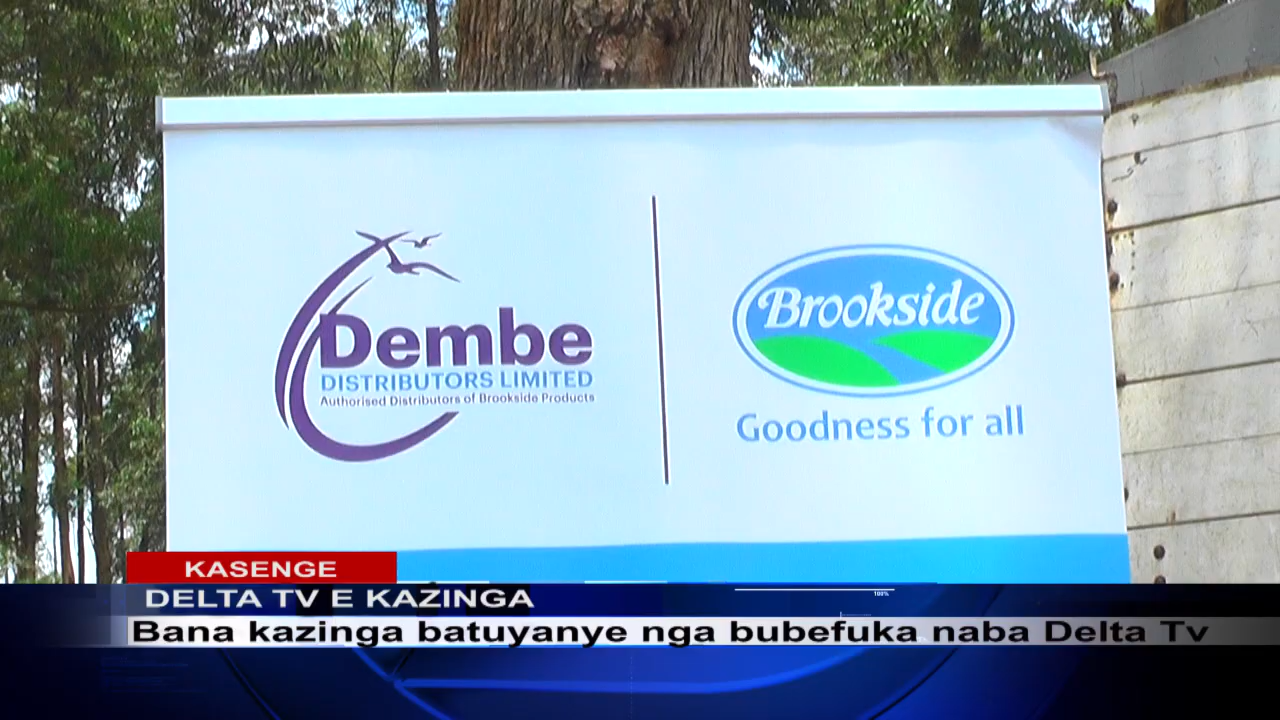 Dembe
DISTRIBUTORS LIMITED
Authorised Distributors of Brookside Products
Brookside
Goodness for all
KASENGE
DELTA TV E KAZINGA
100%
Bana kazinga batuyanye nga bubefuka naba Delta Tv